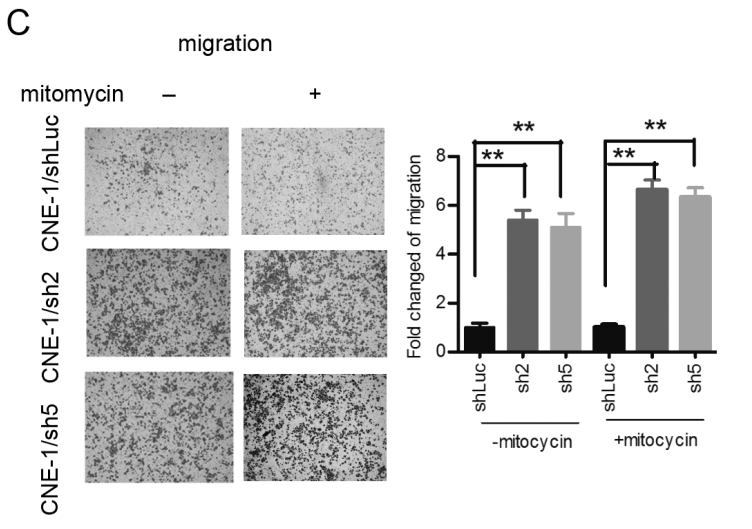 C
migration
mitomycin – +
CNE-1/shLuc
CNE-1/sh2
CNE-1/sh5
Fold changed of migration
8
6
4
2
0
** **
** **
shLuc sh2 sh5 shLuc sh2 sh5
-mitocycin +mitocycin